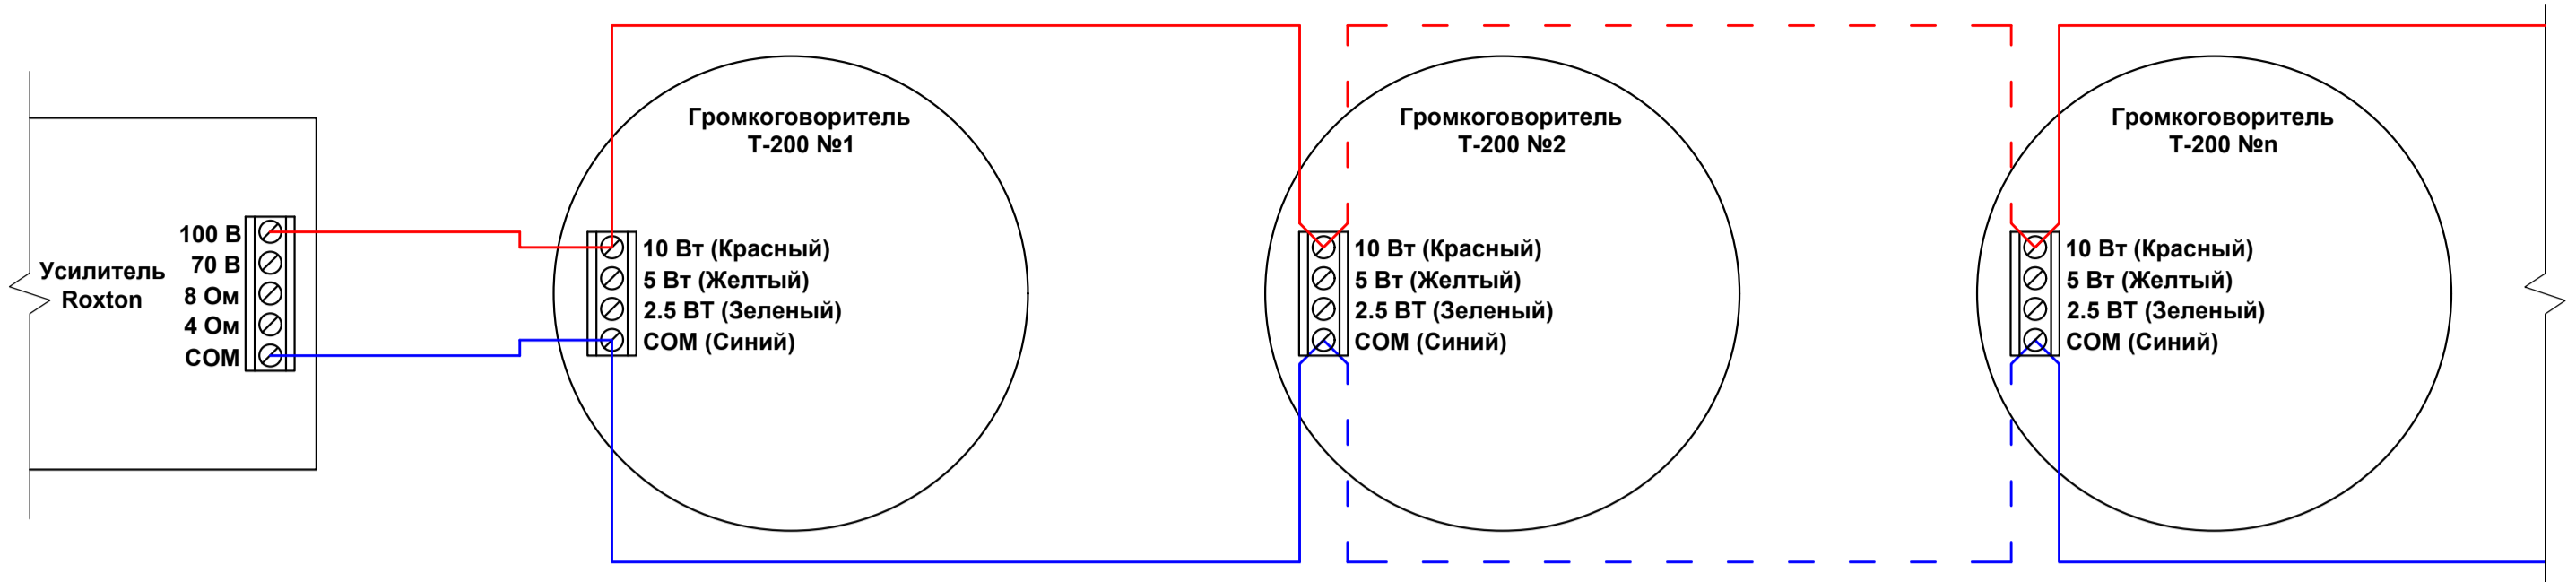 Усилитель
Roxton
100 В
70 В
8 Ом
4 Ом
COM
Громкоговоритель
Т-200 №1
10 Вт (Красный)
5 Вт (Желтый)
2.5 ВТ (Зеленый)
COM (Синий)
Громкоговоритель
Т-200 №2
10 Вт (Красный)
5 Вт (Желтый)
2.5 ВТ (Зеленый)
COM (Синий)
Громкоговоритель
Т-200 №n
10 Вт (Красный)
5 Вт (Желтый)
2.5 ВТ (Зеленый)
COM (Синий)